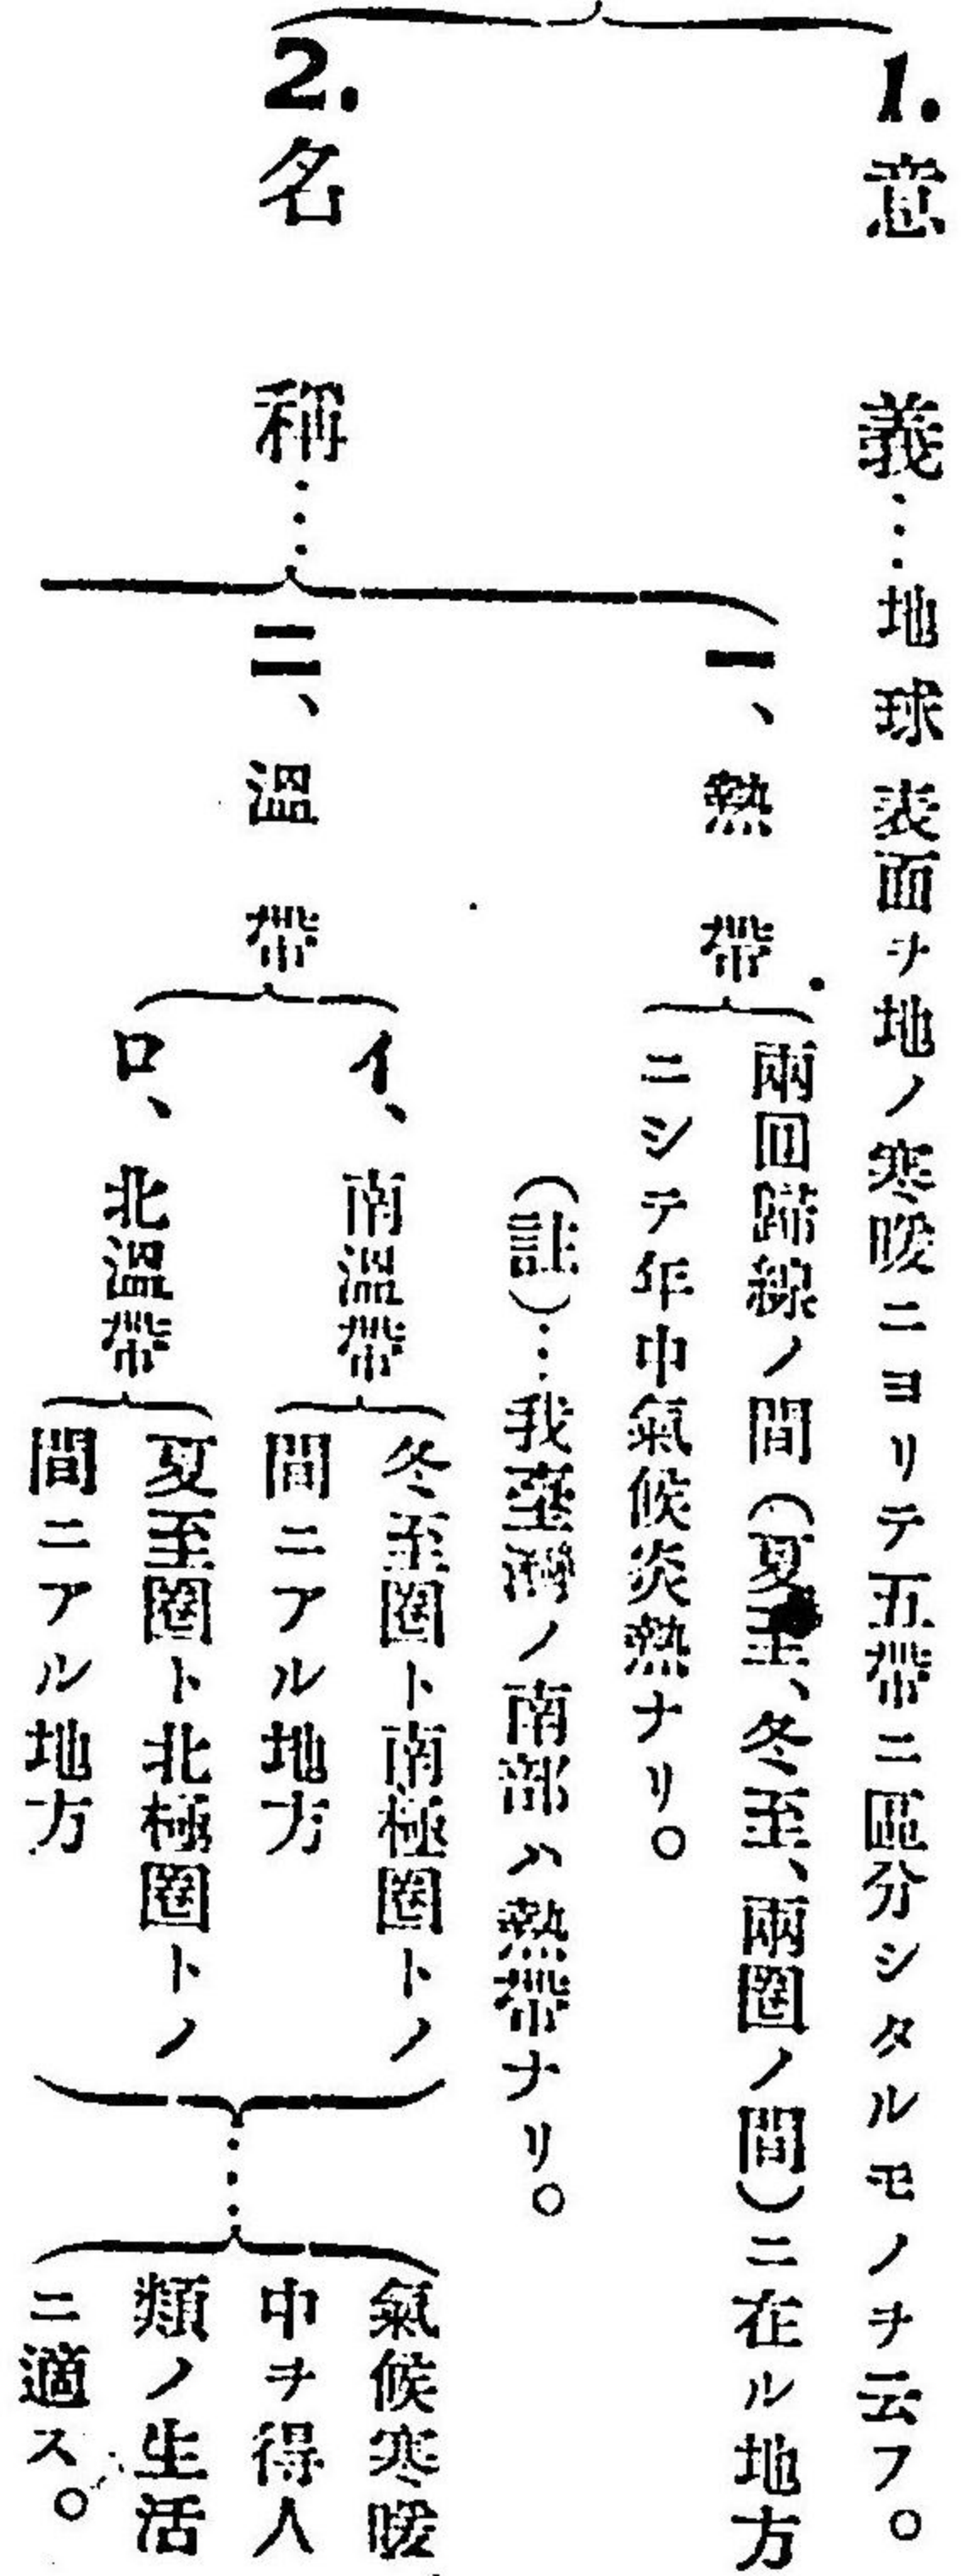 1.意義…地球表面ヲ地ノ寒暖ニヨリテ五帶ニ區分シタルモノヲ云フ。
2.名稱…
一、熱帶
兩回歸線ノ間(夏至、冬至、兩圈ノ間)ニ在ル地方
ニシテ年中氣候炎熱ナリ。
(註)…我臺灣ノ南部ハ熱帶ナリ。
二、溫帶
イ、南溫帶
冬至圈ト南極圈トノ
間ニアル地方
ロ、北溫帶
夏至圈ト北極圈トノ
間ニアル地方
…
氣候寒暖
中ヲ得人
類ノ生活
ニ適ス。